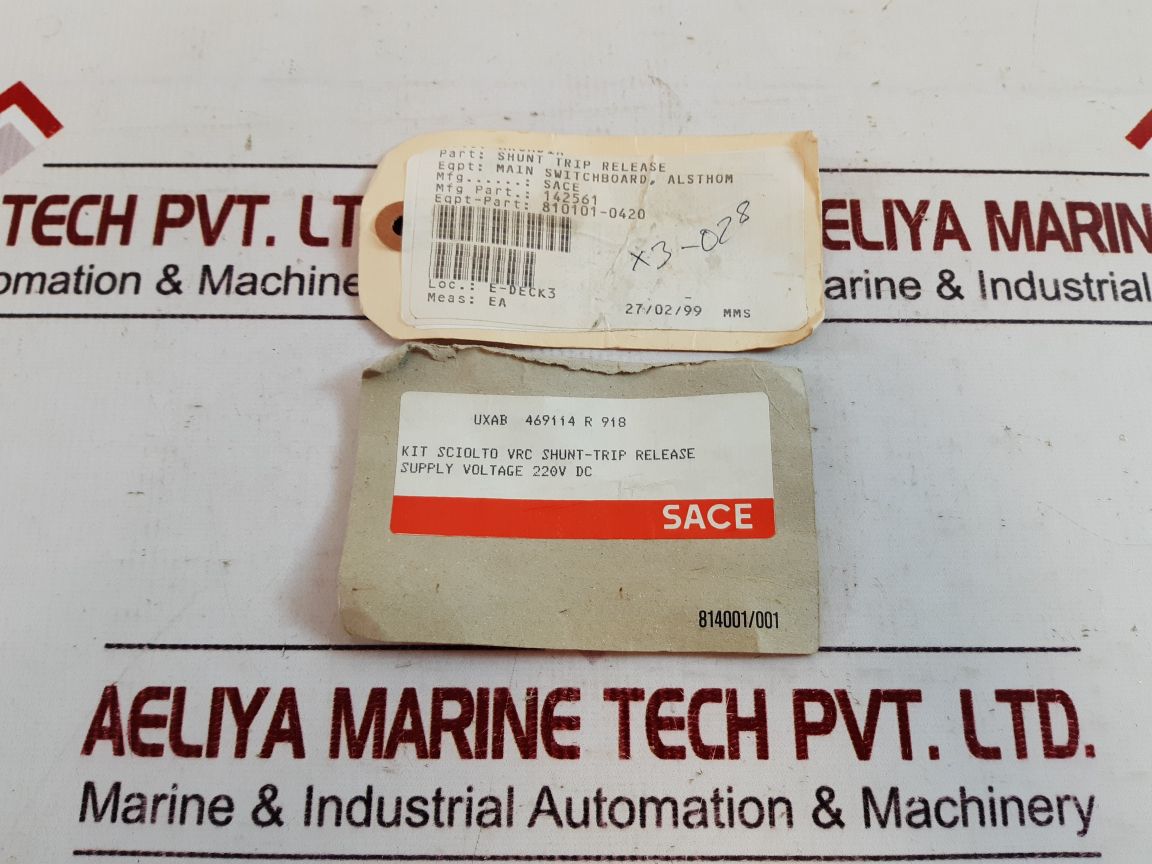 Part: SHUNT TRIP RELEASE
Eqpt: MAIN SWITCHBOARD, ALSTHOM
Mfg......: SACE
Mfg Part.: 142561
Eqpt-Part: 810101-0420
x3-028
Loc.: E-DECK3
Meas: EA
27/02/99 MMS
TECH PVT. LT
omation & Machine
ELIYA MARIN
arine & Industrial
UXAB 469114 R 918
KIT SCIOLTO VRC SHUNT-TRIP RELEASE
SUPPLY VOLTAGE 220V DC
SACE
814001/001
AELIYA MARINE TECH PVT. LTD.
Marine & Industrial Automation & Machinery